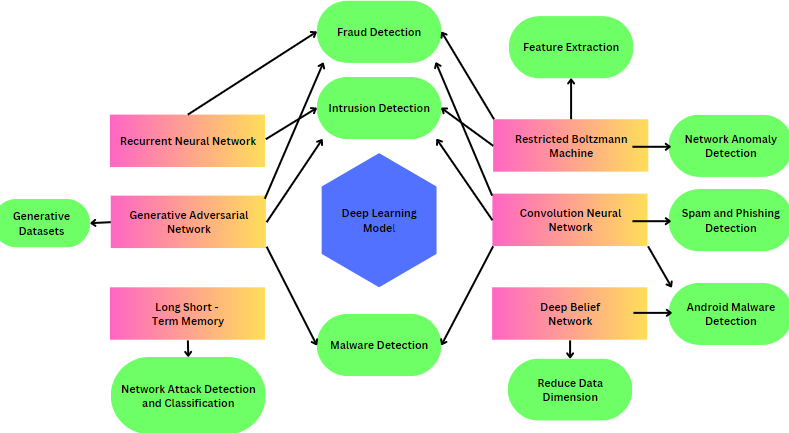 Fraud Detection
Feature Extraction
Intrusion Detection
Recurrent Neural Network
Restricted Boltzmann
Machine
Network Anomaly
Detection
Generative
Datasets
Generative Adversarial
Network
Deep Learning
Model
Convolution Neural
Network
Spam and Phishing
Detection
Long Short -
Term Memory
Malware Detection
Deep Belief
Network
Android Malware
Detection
Network Attack Detection
and Classification
Reduce Data
Dimension